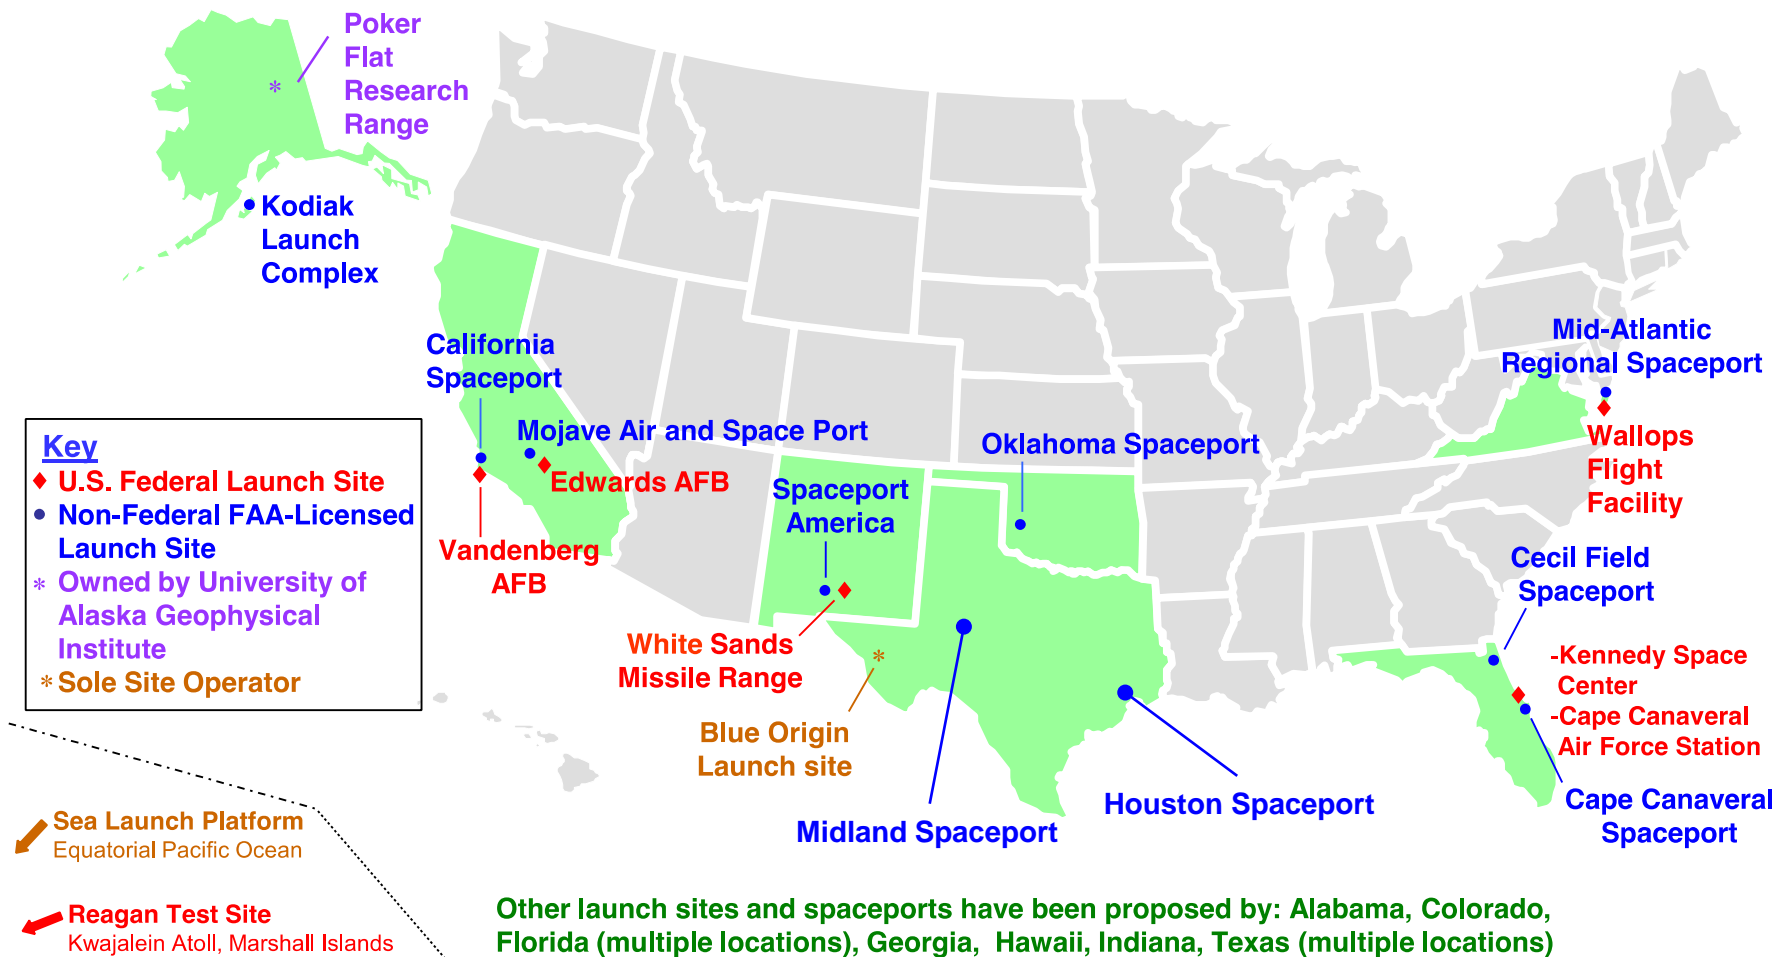 Poker
Flat
Research
Range
Kodiak
Launch
Complex
California
Spaceport
Mojave Air and Space Port
Edwards AFB
Vandenberg
AFB
Oklahoma Spaceport
Spaceport
America
White Sands
Missile Range
Blue Origin
Launch site
Midland Spaceport
Houston Spaceport
Mid-Atlantic
Regional Spaceport
Wallops
Flight
Facility
Cecil Field
Spaceport
-Kennedy Space
Center
-Cape Canaveral
Air Force Station
Cape Canaveral
Spaceport
Key
U.S. Federal Launch Site
Non-Federal FAA-Licensed
Launch Site
* Owned by University of
Alaska Geophysical
Institute
* Sole Site Operator
Sea Launch Platform
Equatorial Pacific Ocean
Reagan Test Site
Kwajalein Atoll, Marshall Islands
Other launch sites and spaceports have been proposed by: Alabama, Colorado,
Florida (multiple locations), Georgia, Hawaii, Indiana, Texas (multiple locations)